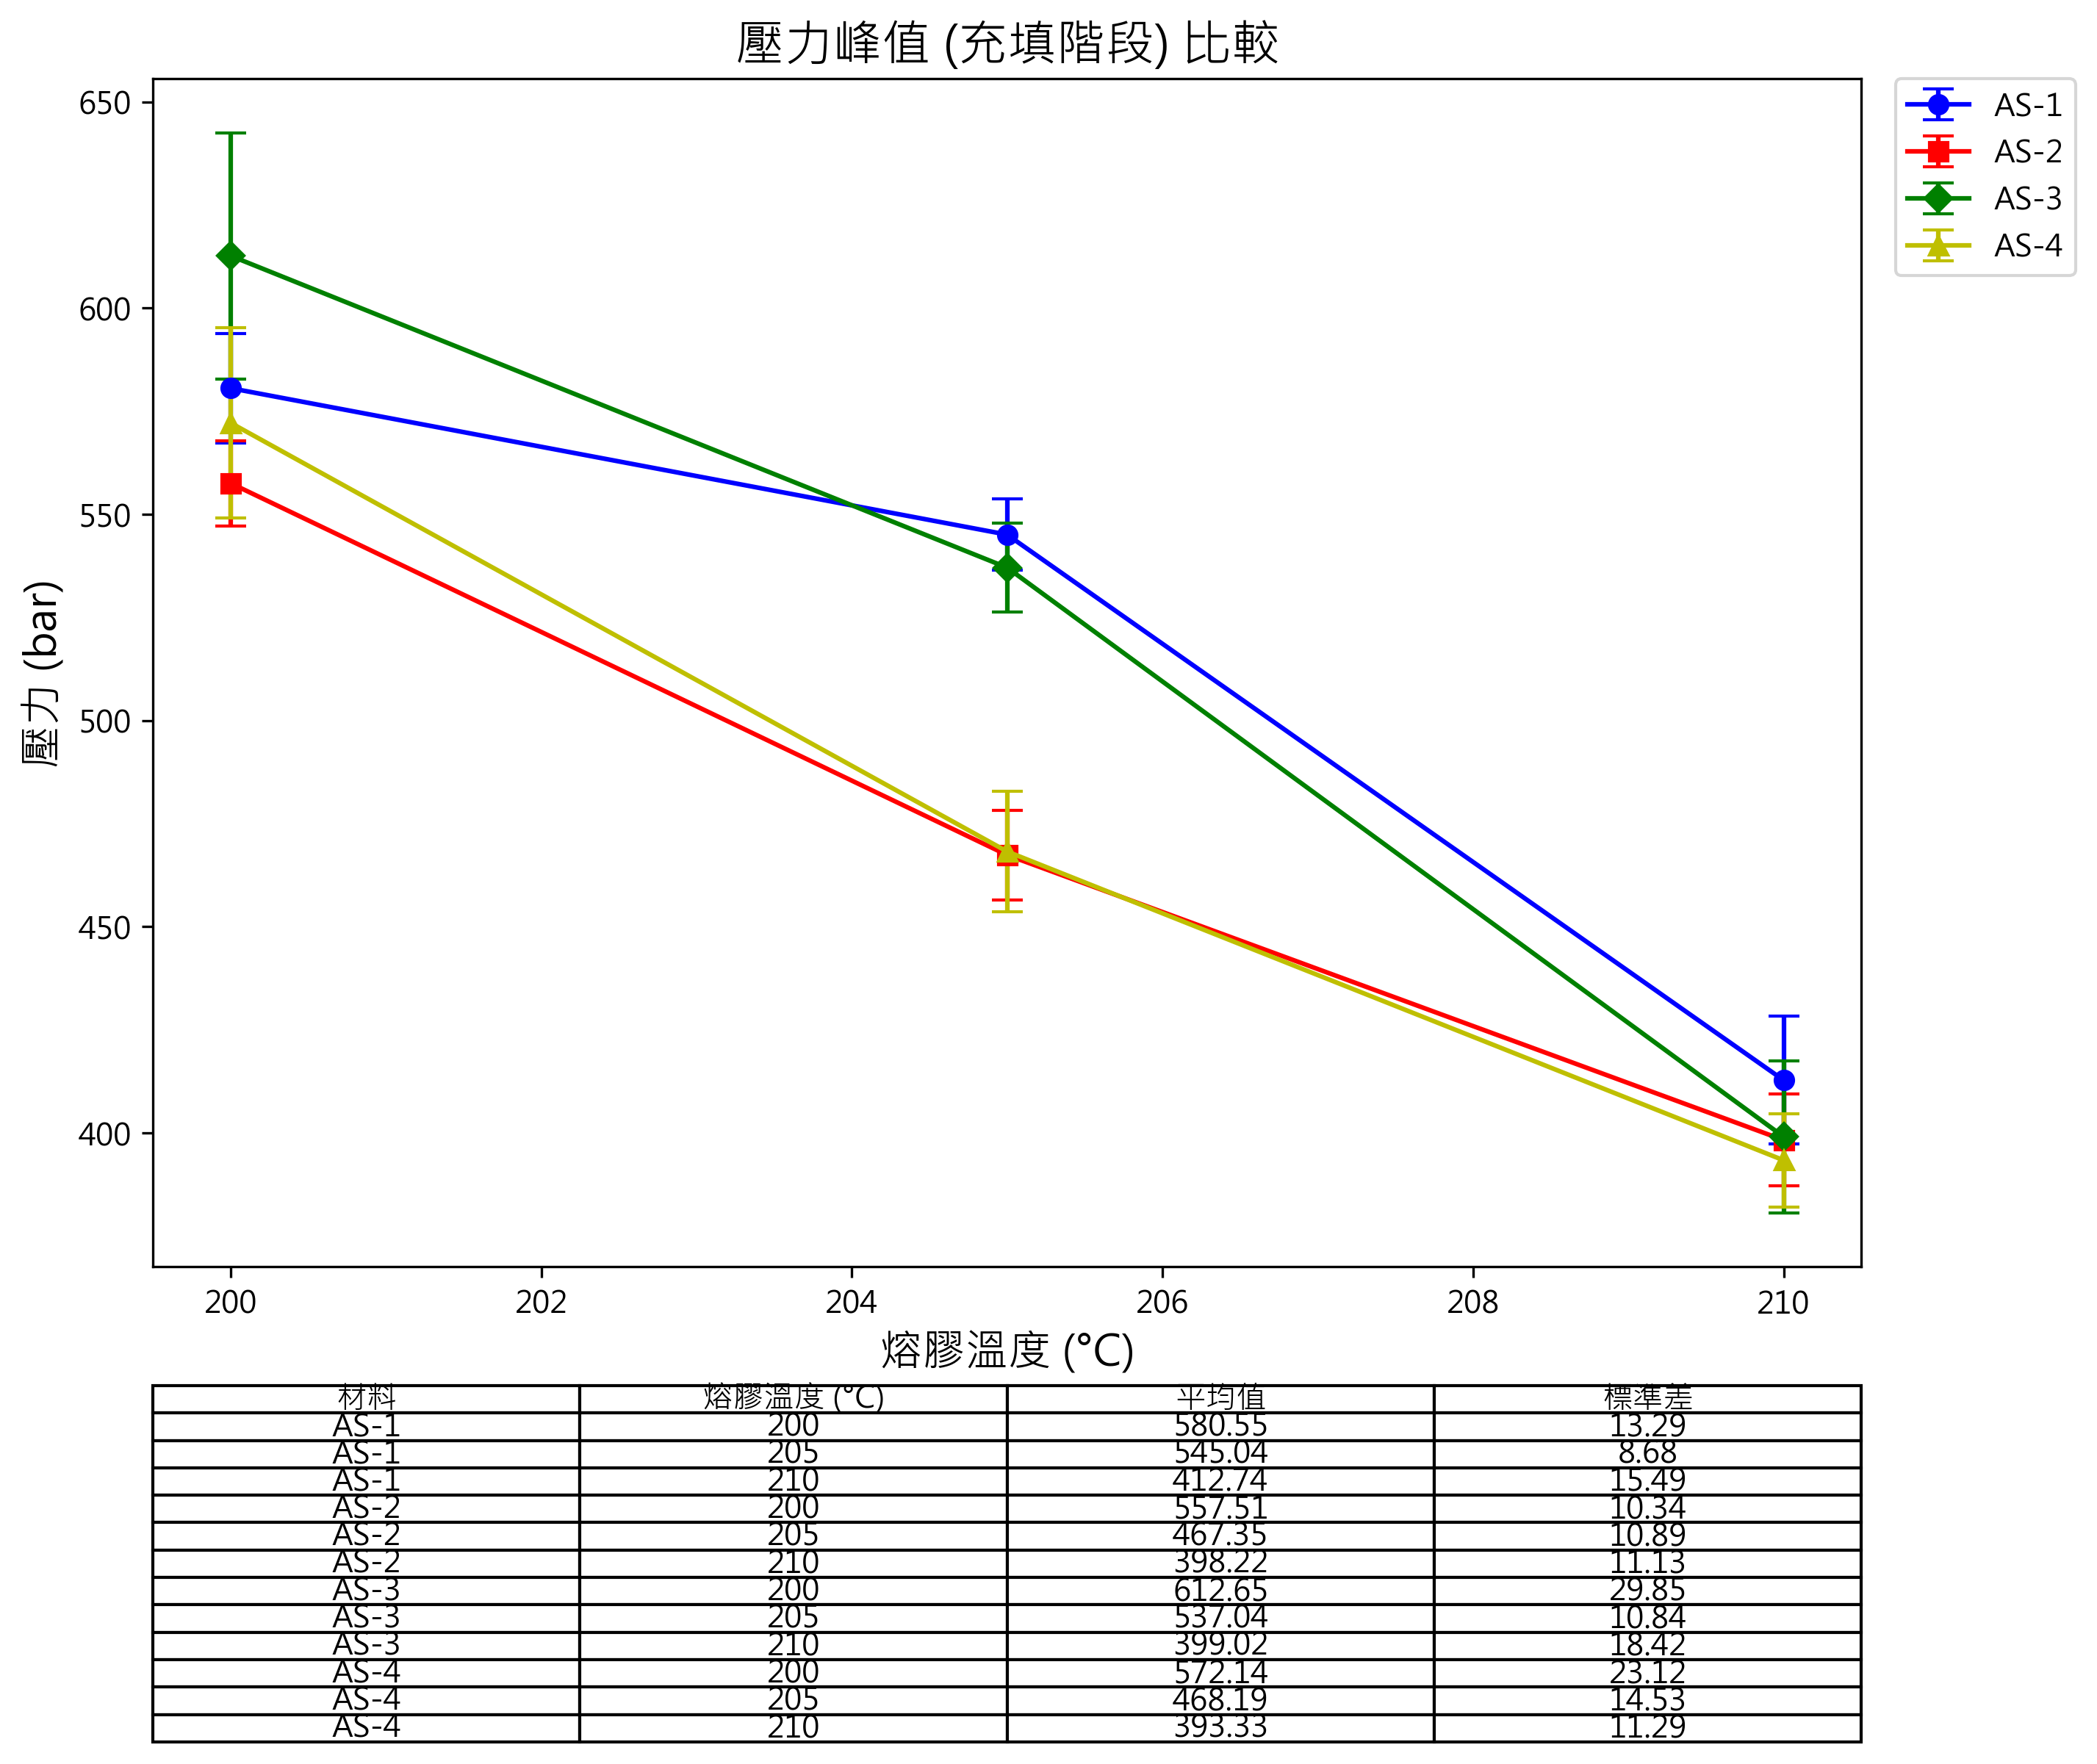 壓力峰值 (充填階段) 比較
AS-1
AS-2
AS-3
AS-4
650
600
550
500
450
400
壓力 (bar)
200 202 204 206 208 210
熔膠溫度 (°C)
材料 熔膠溫度 (°C) 平均值 標準差
AS-1 200 580.55 13.29
AS-1 205 545.04 8.68
AS-1 210 412.74 15.49
AS-2 200 557.51 10.34
AS-2 205 467.35 10.89
AS-2 210 398.22 11.13
AS-3 200 612.65 29.85
AS-3 205 537.04 10.84
AS-3 210 399.02 18.42
AS-4 200 572.14 23.12
AS-4 205 468.19 14.53
AS-4 210 393.33 11.29